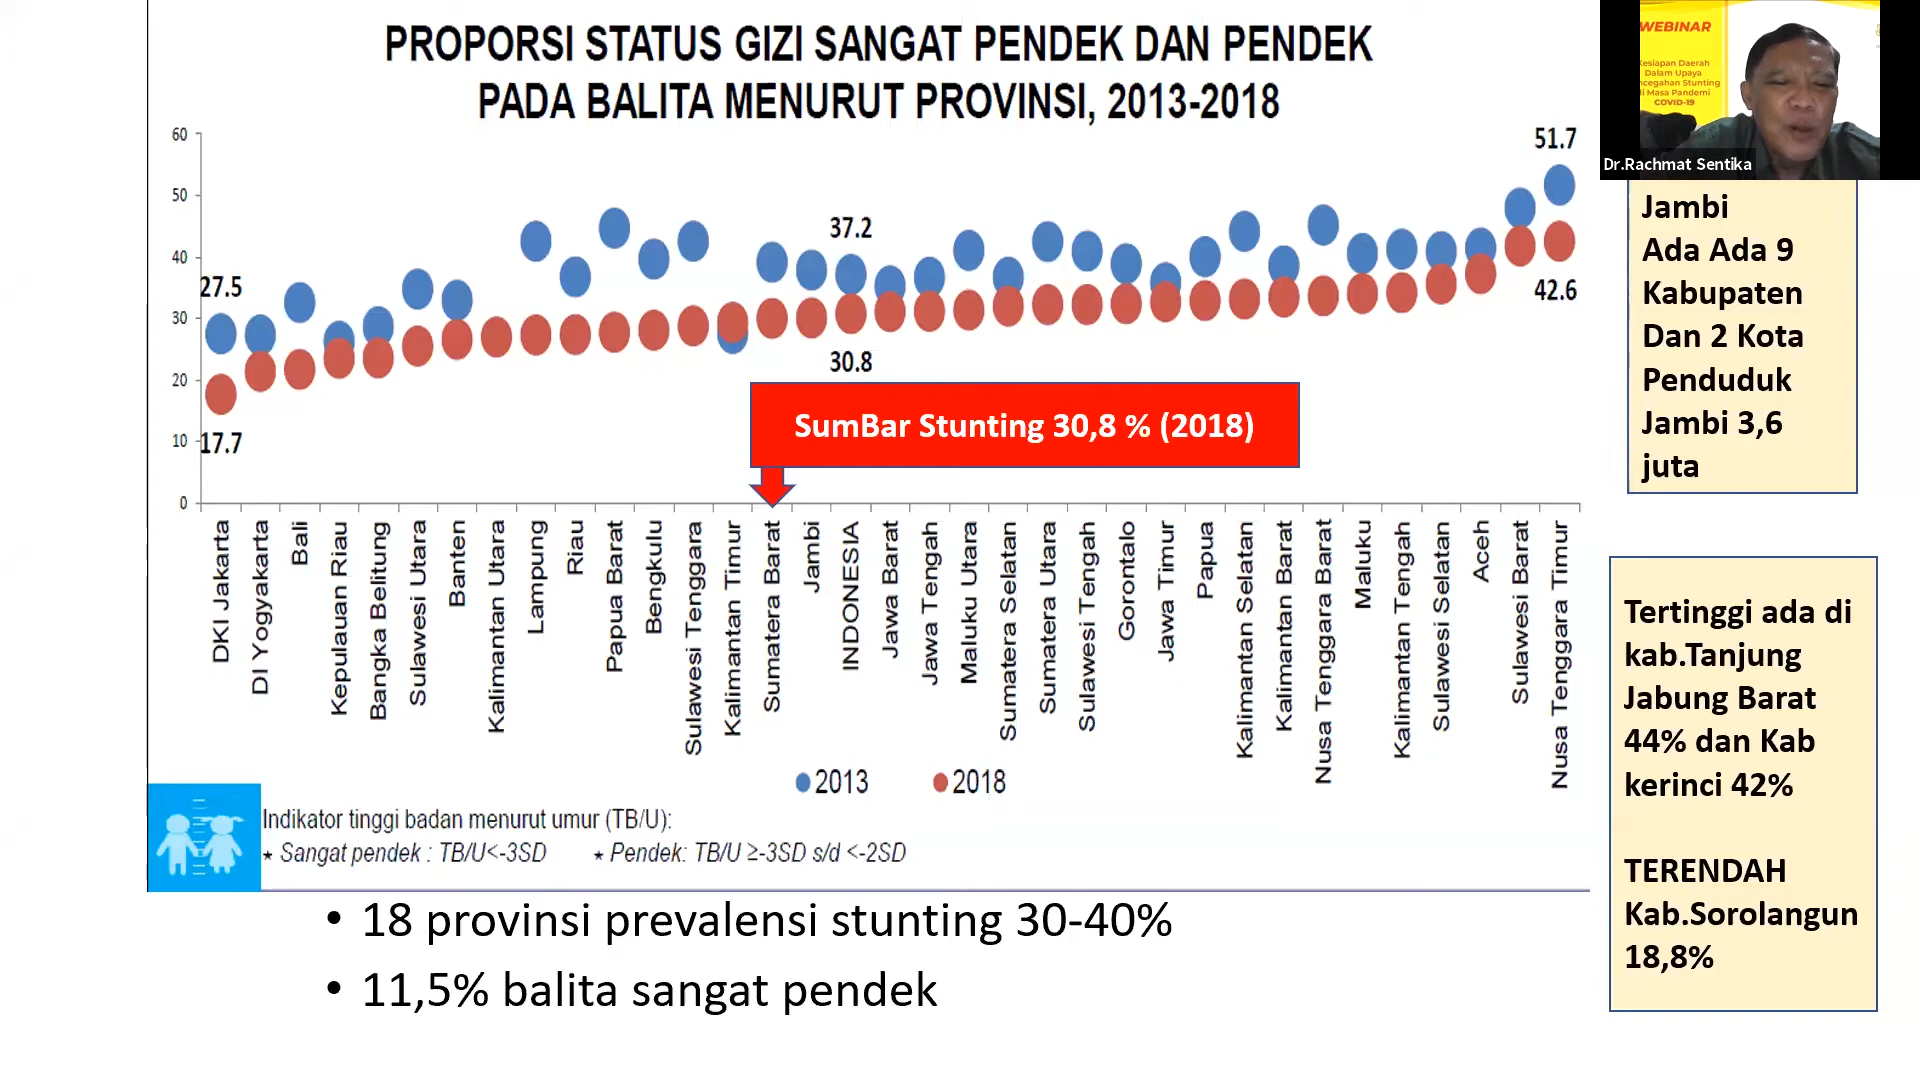 PROPORSI STATUS GIZI SANGAT PENDEK DAN PENDEK
PADA BALITA MENURUT PROVINSI, 2013-2018
60
50
40
30
20
10
0
27.5
17.7
37.2
30.8
51.7
42.6
SumBar Stunting 30,8 % (2018)
DKI Jakarta
DI Yogyakarta
Bali
Kepulauan Riau
Bangka Belitung
Sulawesi Utara
Banten
Kalimantan Utara
Lampung
Riau
Papua Barat
Bengkulu
Sulawesi Tenggara
Kalimantan Timur
Sumatera Barat
Jambi
INDONESIA
Jawa Barat
Jawa Tengah
Maluku Utara
Sumatera Selatan
Sumatera Utara
Sulawesi Tengah
Gorontalo
Jawa Timur
Papua
Kalimantan Selatan
Kalimantan Barat
Nusa Tenggara Barat
Maluku
Kalimantan Tengah
Sulawesi Selatan
Aceh
Sulawesi Barat
Nusa Tenggara Timur
2013
2018
Indikator tinggi badan menurut umur (TB/U):
* Sangat pendek : TB/U<-3SD * Pendek: TB/U ≥-3SD s/d <-2SD
• 18 provinsi prevalensi stunting 30-40%
• 11,5% balita sangat pendek
WEBINAR
Dalam Upaya
COVID-19
Dr.Rachmat Sentika
Jambi
Ada Ada 9
Kabupaten
Dan 2 Kota
Penduduk
Jambi 3,6
juta
Tertinggi ada di
kab.Tanjung
Jabung Barat
44% dan Kab
kerinci 42%
TERENDAH
Kab.Sorolangun
18,8%